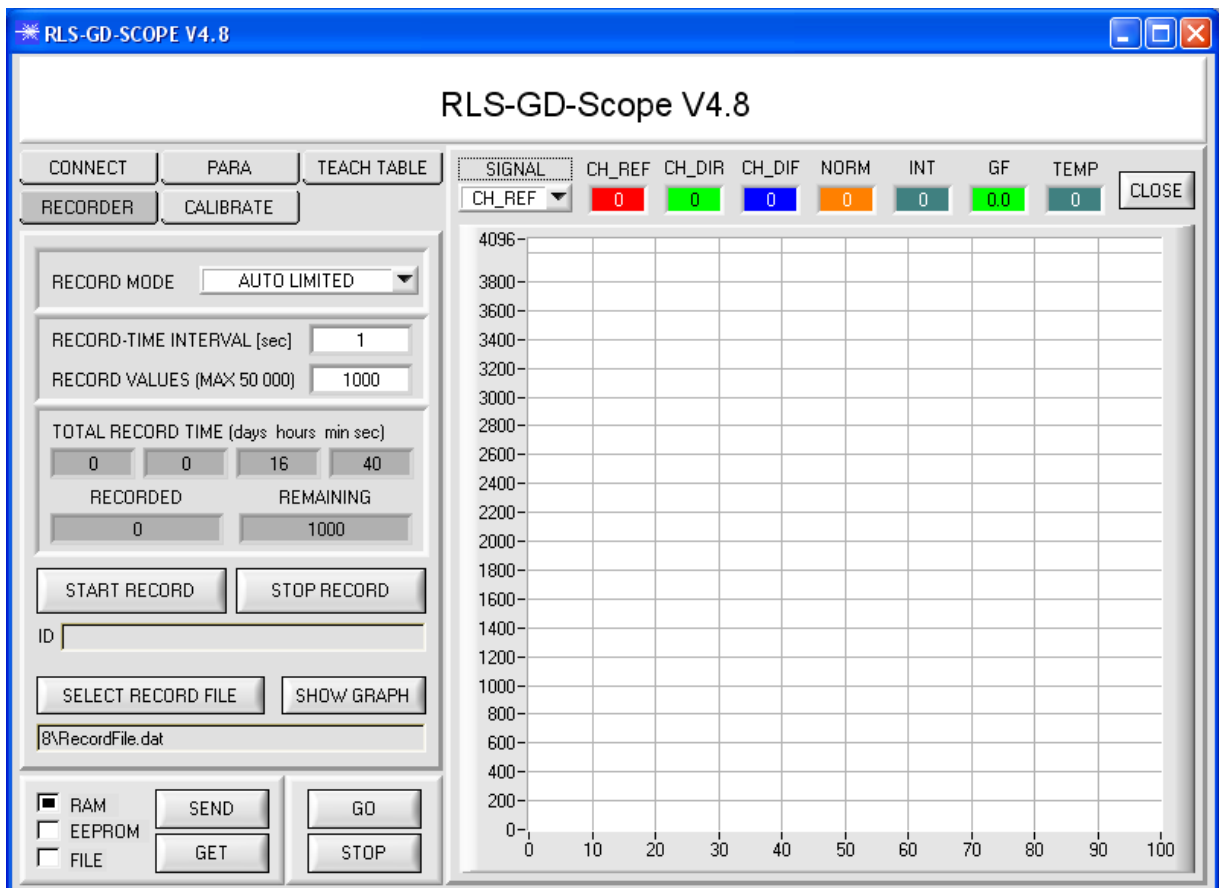 RLS-GD-SCOPE V4.8
RLS-GD-Scope V4.8
CONNECT PARA TEACH TABLE
RECORDER CALIBRATE
SIGNAL CH_REF CH_DIR CH_DIF NORM INT GF TEMP
CH_REF 0 0 0 0 0 0.0 0 CLOSE
RECORD MODE AUTO LIMITED
RECORD-TIME INTERVAL [sec] 1
RECORD VALUES (MAX 50 000) 1000
TOTAL RECORD TIME (days hours min sec)
0 0 16 40
RECORDED REMAINING
0 1000
START RECORD STOP RECORD
ID
SELECT RECORD FILE SHOW GRAPH
8\RecordFile.dat
RAM
EEPROM
FILE
SEND
GET
GO
STOP
4096
3800
3600
3400
3200
3000
2800
2600
2400
2200
2000
1800
1600
1400
1200
1000
800
600
400
200
0
0 10 20 30 40 50 60 70 80 90 100